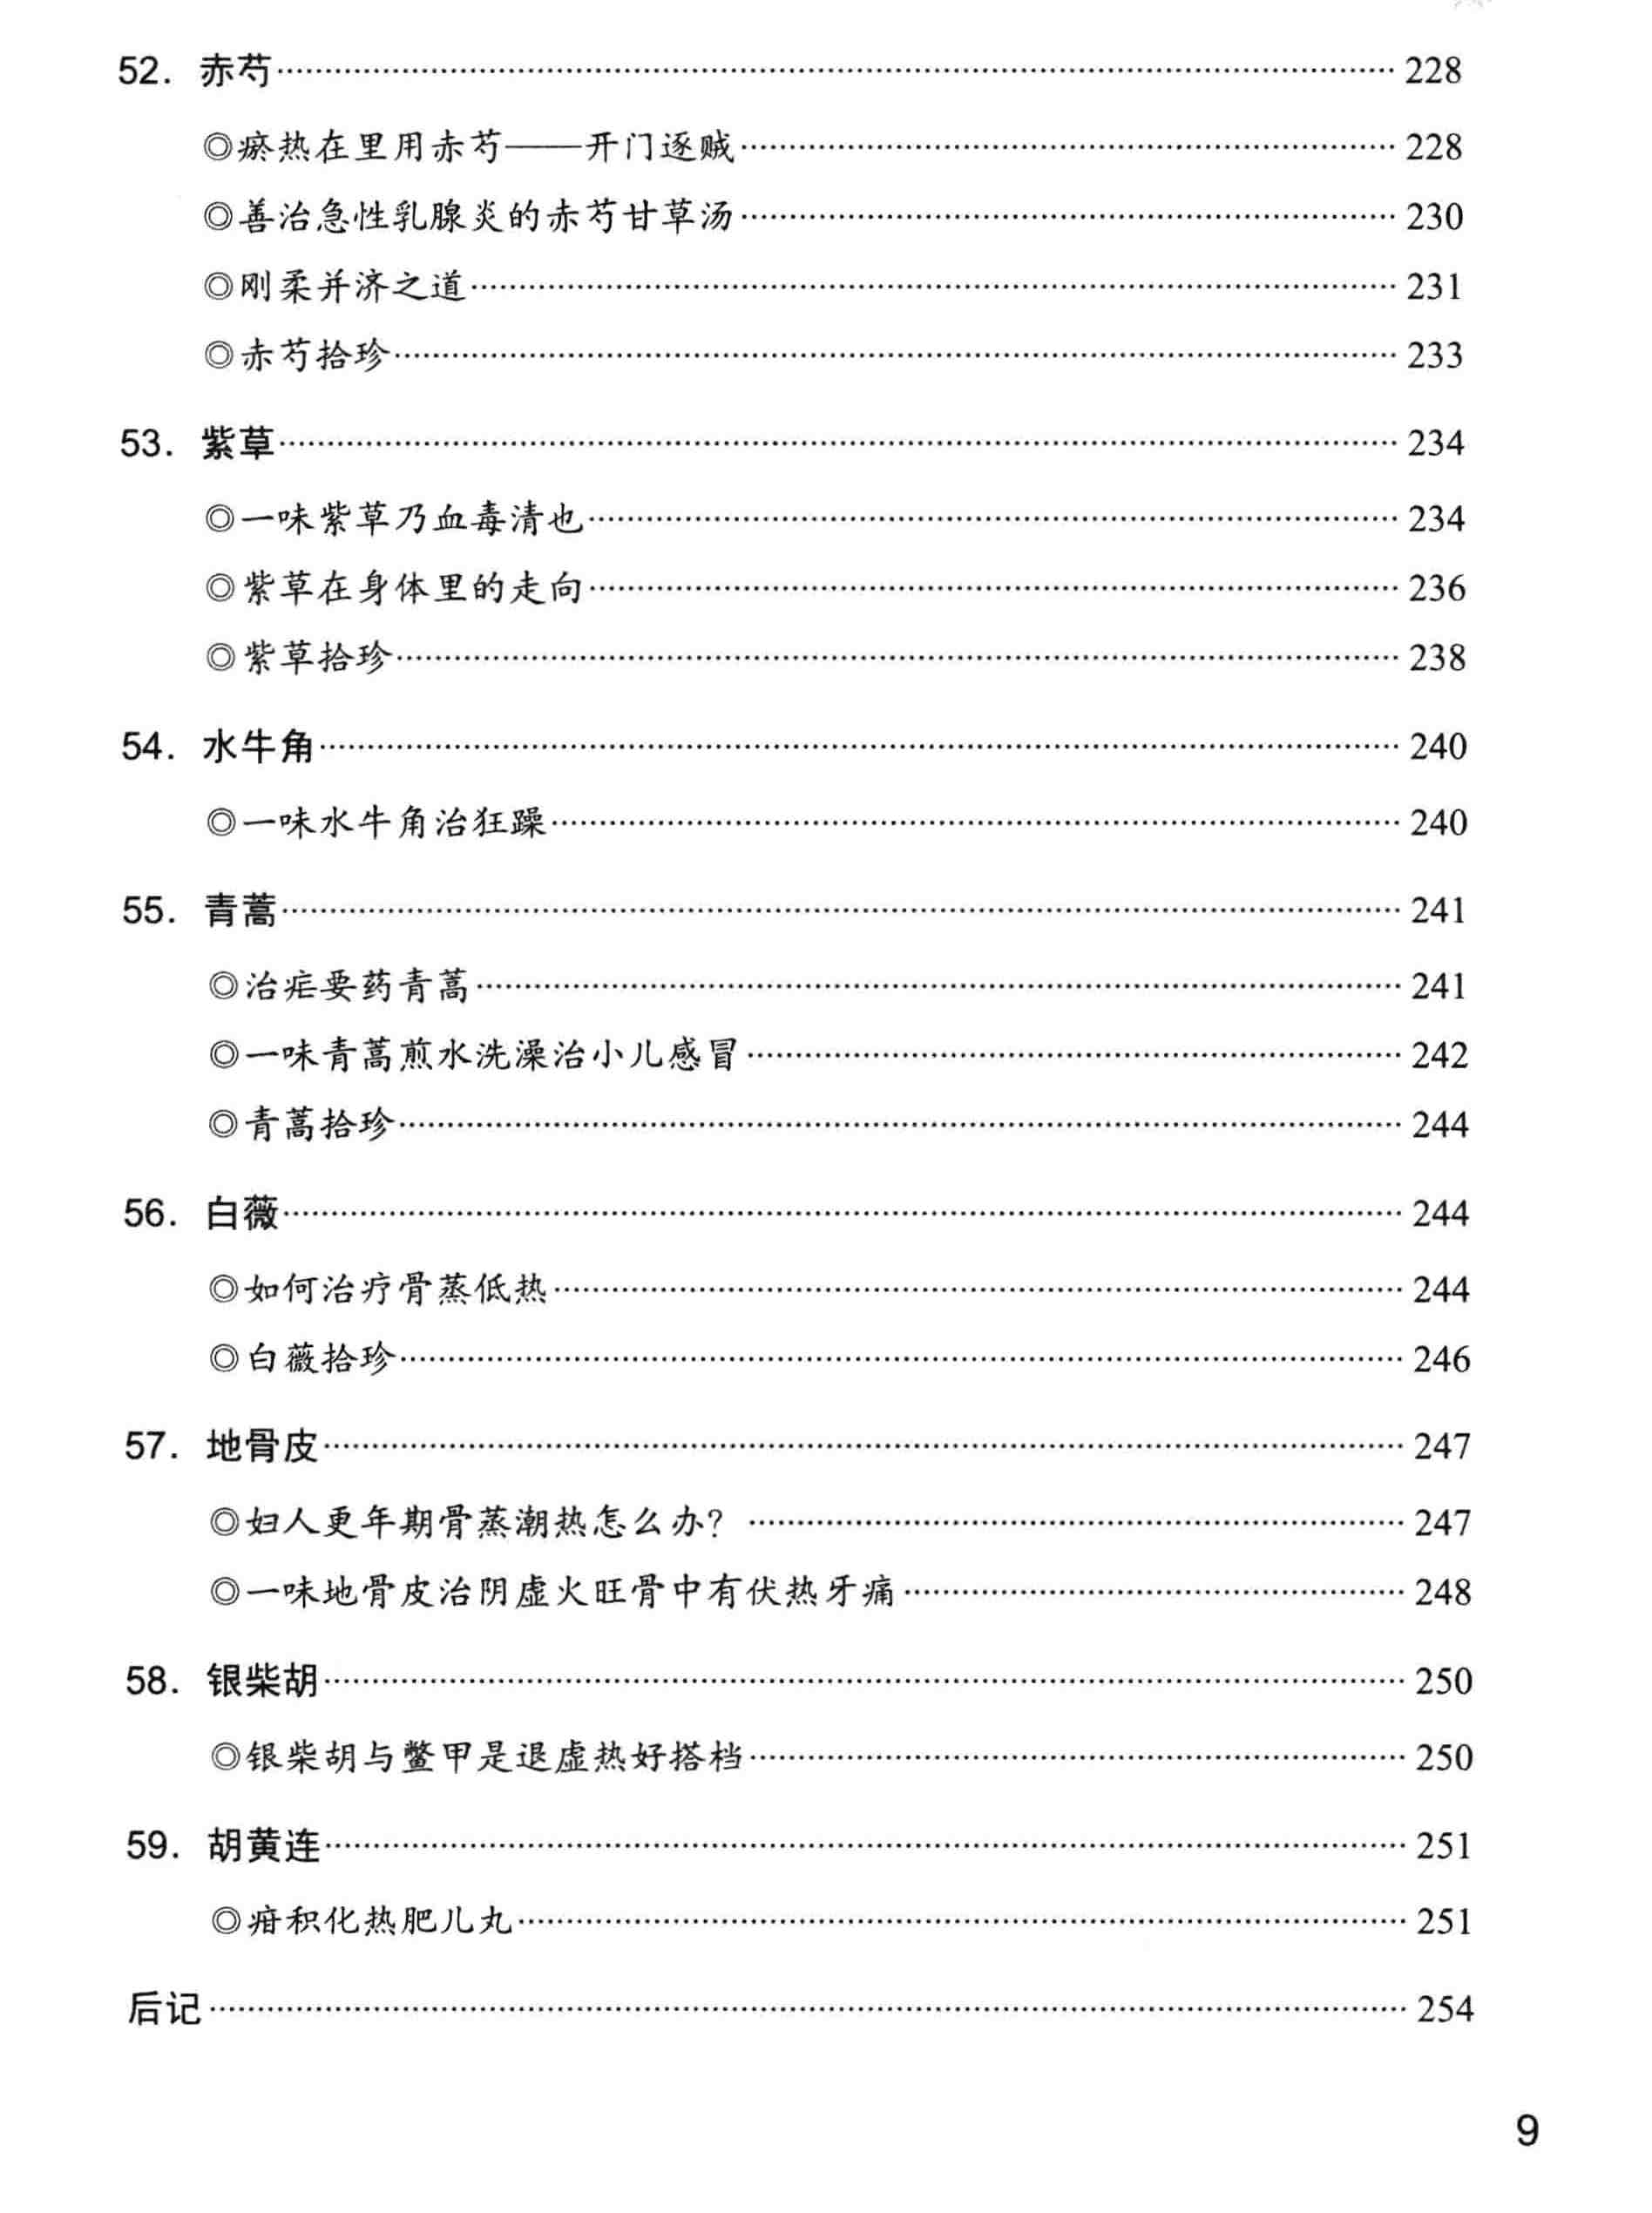 52. 赤芍……228
◎瘀热在里用赤芍——开门逐贼……228
◎善治急性乳腺炎的赤芍甘草汤……230
◎刚柔并济之道……231
◎赤芍拾珍……233
53. 紫草……234
◎一味紫草乃血毒清也……234
◎紫草在身体里的走向……236
◎紫草拾珍……238
54. 水牛角……240
◎一味水牛角治狂躁……240
55. 青蒿……241
◎治疟要药青蒿……241
◎一味青蒿煎水洗澡治小儿感冒……242
◎青蒿拾珍……244
56. 白薇……244
◎如何治疗骨蒸低热……244
◎白薇拾珍……246
57. 地骨皮……247
◎妇人更年期骨蒸潮热怎么办？……247
◎一味地骨皮治阴虚火旺骨中有伏热牙痛……248
58. 银柴胡……250
◎银柴胡与鳖甲是退虚热好搭档……250
59. 胡黄连……251
◎疳积化热肥儿丸……251
后记……254
9